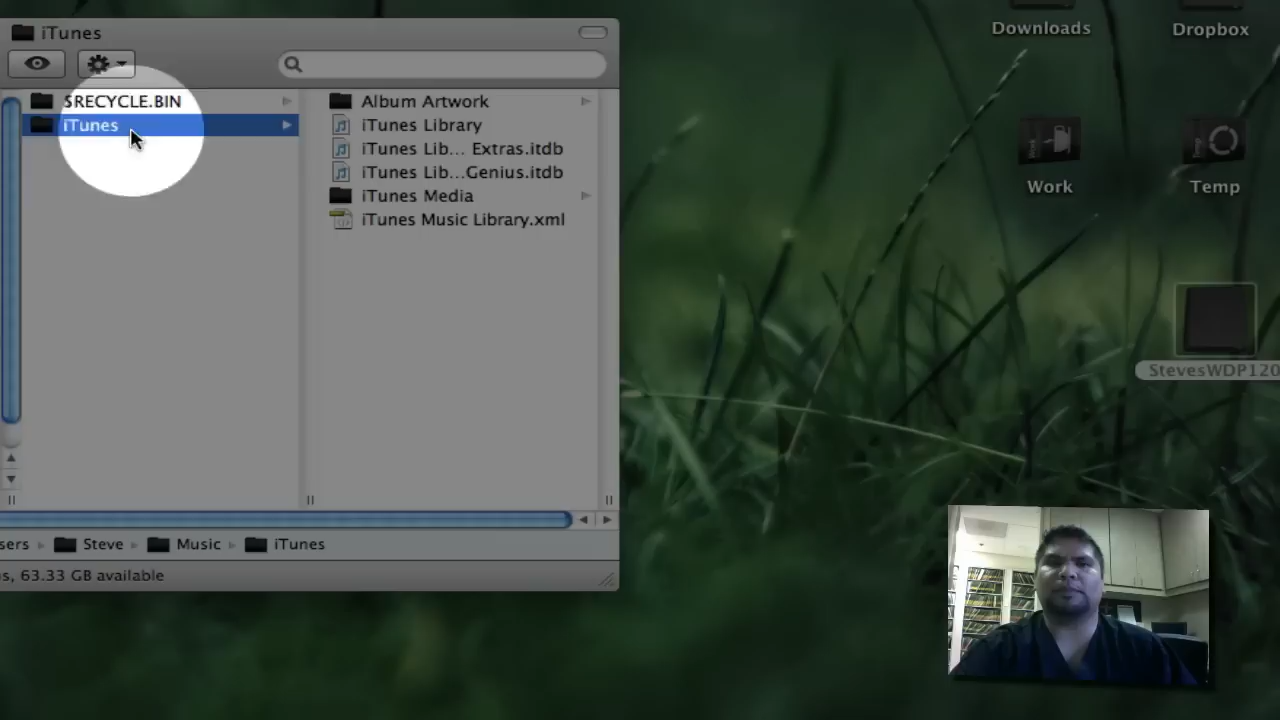 iTunes
$RECYCLE.BIN
iTunes
Album Artwork
iTunes Library
iTunes Lib... Extras.itdb
iTunes Lib...Genius.itdb
iTunes Media
iTunes Music Library.xml
sers Steve Music iTunes
s, 63.33 GB available
Downloads
Dropbox
Work
Temp
StevesWDP120